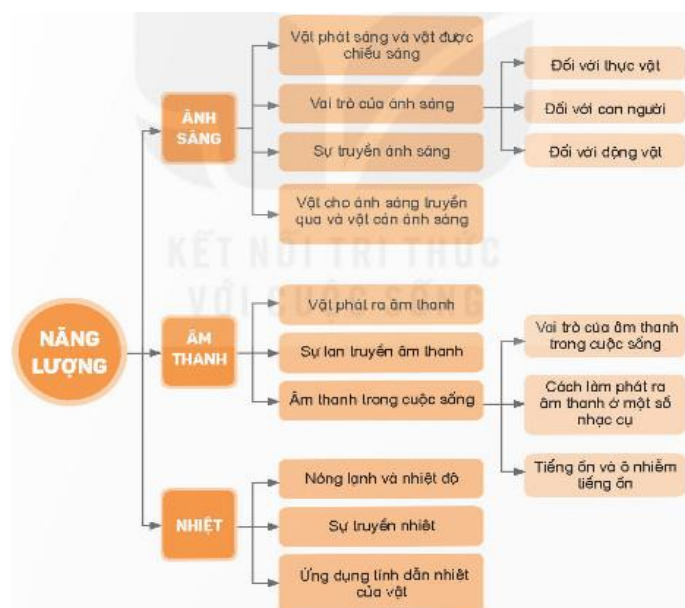 NĂNG
LƯỢNG
ÁNH
SÁNG
Vật phát sáng và vật được
chiếu sáng
Vai trò của ánh sáng
Đối với thực vật
Đối với con người
Đối với động vật
Sự truyền ánh sáng
Vật cho ánh sáng truyền
qua và vật cản ánh sáng
KẾT NỐI TRI THỨC
VỚI CUỘC SỐNG
ÂM
THANH
Vật phát ra âm thanh
Sự lan truyền âm thanh
Âm thanh trong cuộc sống
Vai trò của âm thanh
trong cuộc sống
Cách làm phát ra
âm thanh ở một số
nhạc cụ
Tiếng ồn và ô nhiễm
tiếng ồn
NHIỆT
Nóng lạnh và nhiệt độ
Sự truyền nhiệt
Ứng dụng tính dẫn nhiệt
của vật